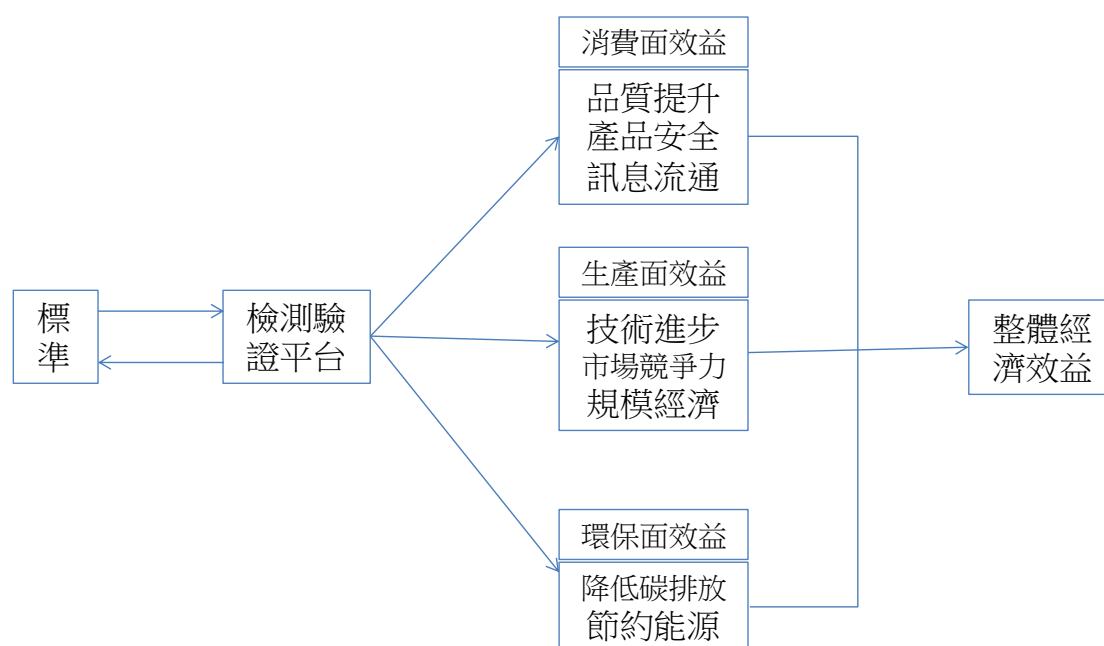 標
準
檢測驗
證平台
消費面效益
品質提升
產品安全
訊息流通
生產面效益
技術進步
市場競爭力
規模經濟
環保面效益
降低碳排放
節約能源
整體經
濟效益